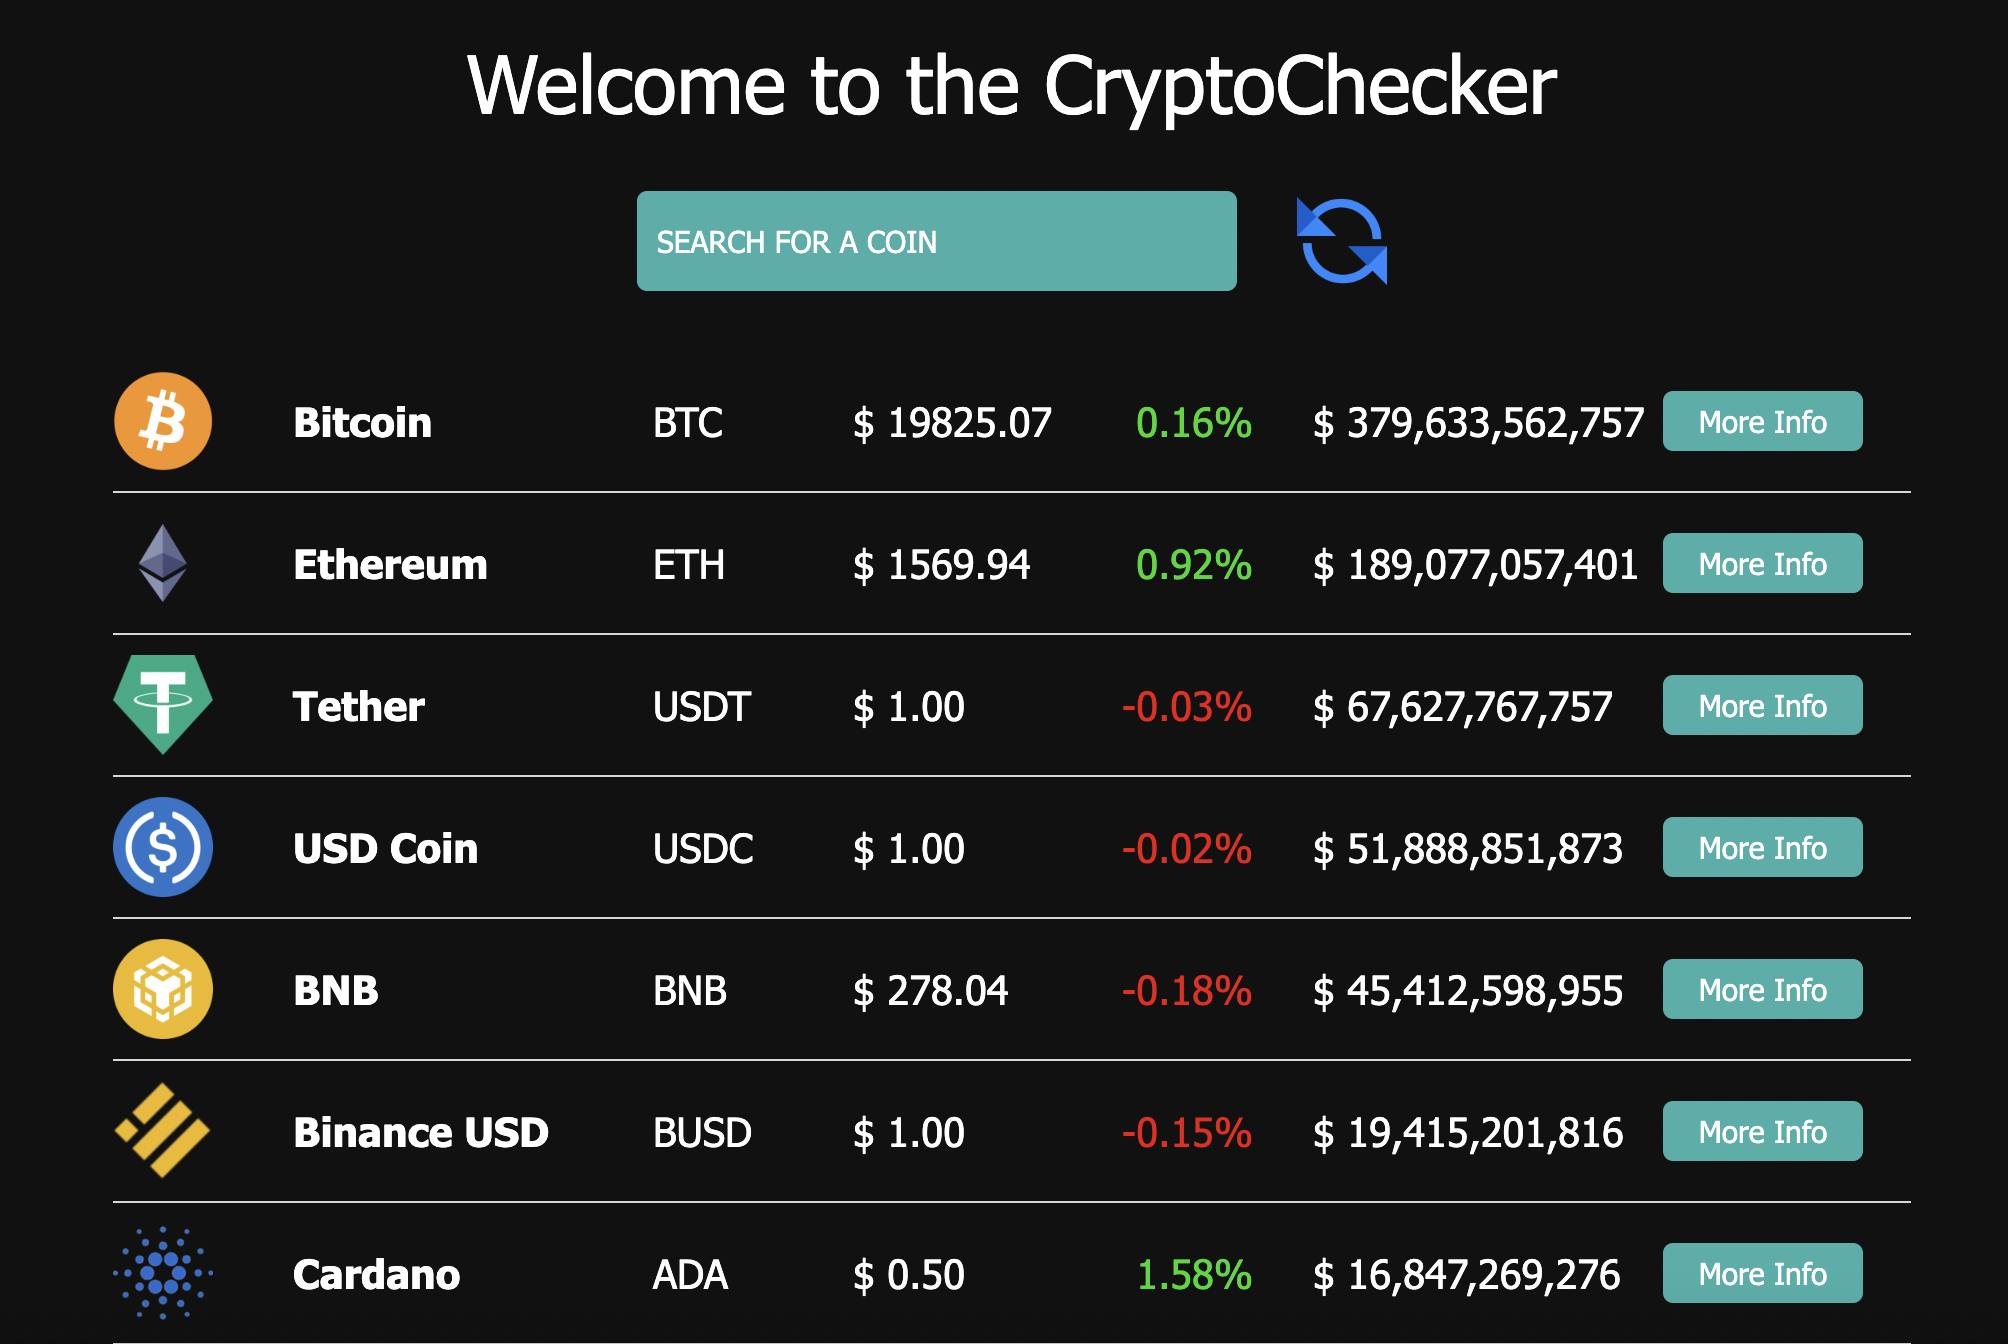 Welcome to the CryptoChecker
SEARCH FOR A COIN
Bitcoin BTC $ 19825.07 0.16% $ 379,633,562,757 More Info
Ethereum ETH $ 1569.94 0.92% $ 189,077,057,401 More Info
Tether USDT $ 1.00 -0.03% $ 67,627,767,757 More Info
USD Coin USDC $ 1.00 -0.02% $ 51,888,851,873 More Info
BNB BNB $ 278.04 -0.18% $ 45,412,598,955 More Info
Binance USD BUSD $ 1.00 -0.15% $ 19,415,201,816 More Info
Cardano ADA $ 0.50 1.58% $ 16,847,269,276 More Info